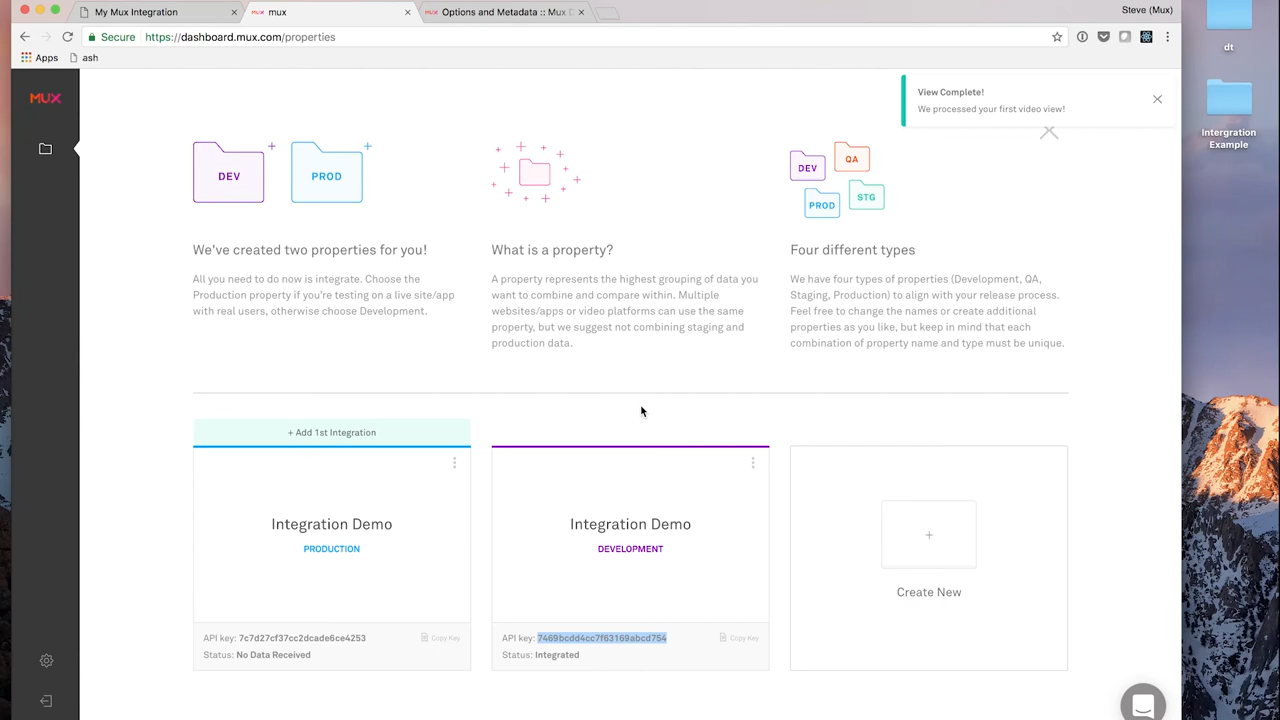 My Mux Integration
mux
Options and Metadata :: Mux D
Steve (Mux)
Secure
https://dashboard.mux.com/properties
Apps
ash
dt
Intergration
Example
MUX
View Complete!
We processed your first video view!
DEV
PROD
DEV
QA
PROD
STG
We've created two properties for you!
All you need to do now is integrate. Choose the
Production property if you're testing on a live site/app
with real users, otherwise choose Development.
What is a property?
A property represents the highest grouping of data you
want to combine and compare within. Multiple
websites/apps or video platforms can use the same
property, but we suggest not combining staging and
production data.
Four different types
We have four types of properties (Development, QA,
Staging, Production) to align with your release process.
Feel free to change the names or create additional
properties as you like, but keep in mind that each
combination of property name and type must be unique.
+ Add 1st Integration
Integration Demo
PRODUCTION
API key: 7c7d27cf37cc2dcade6ce4253
Copy Key
Status: No Data Received
Integration Demo
DEVELOPMENT
API key: 7469bcdd4cc7f63169abcd754
Copy Key
Status: Integrated
+
Create New